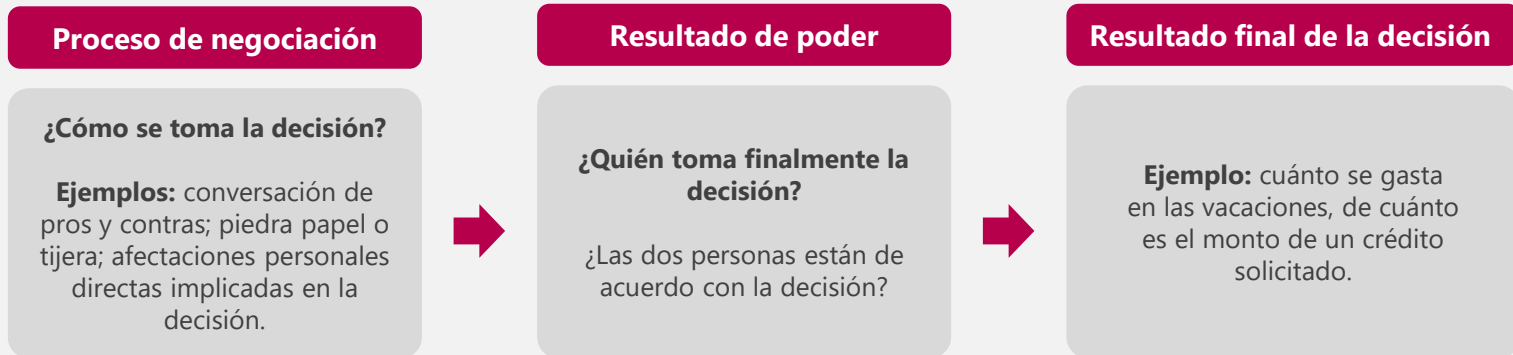 Proceso de negociación
¿Cómo se toma la decisión?
Ejemplos: conversación de
pros y contras; piedra papel o
tijera; afectaciones personales
directas implicadas en la
decisión.
Resultado de poder
¿Quién toma finalmente la
decisión?
¿Las dos personas están de
acuerdo con la decisión?
Resultado final de la decisión
Ejemplo: cuánto se gasta
en las vacaciones, de cuánto
es el monto de un crédito
solicitado.